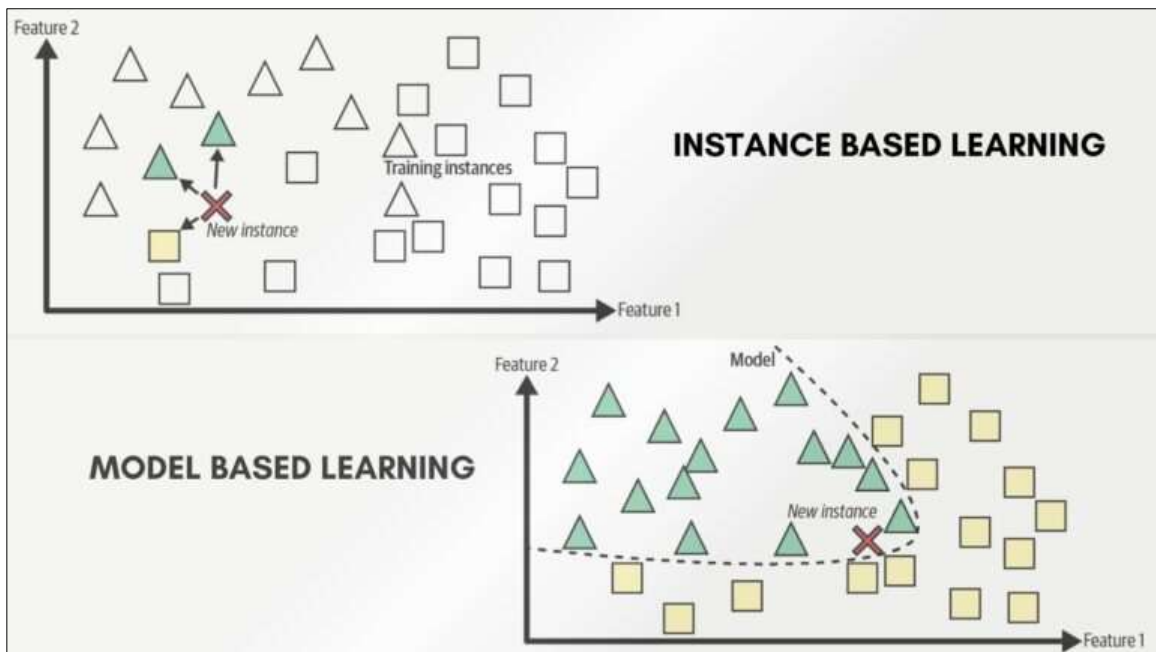 Feature 2
INSTANCE BASED LEARNING
Training instances
New instance
Feature 1
Feature 2
Model
MODEL BASED LEARNING
New instance
Feature 1